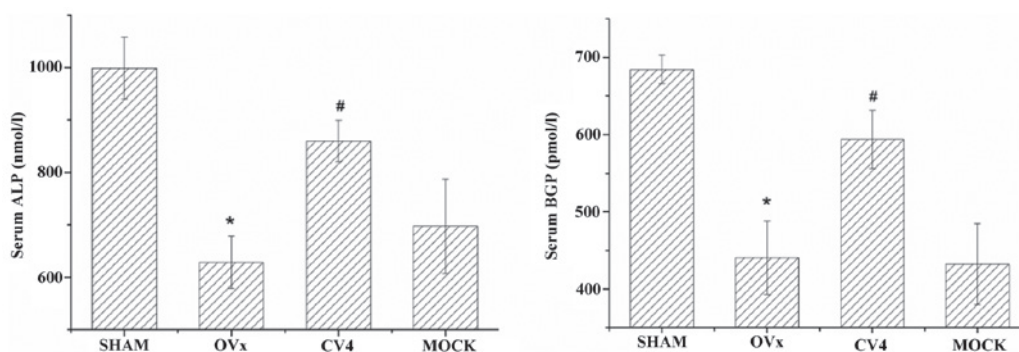 Serum ALP (nmol/l)
1000
800
600
*
#
SHAM OVx CV4 MOCK
Serum BGP (pmol/l)
700
600
500
400
*
#
SHAM OVx CV4 MOCK